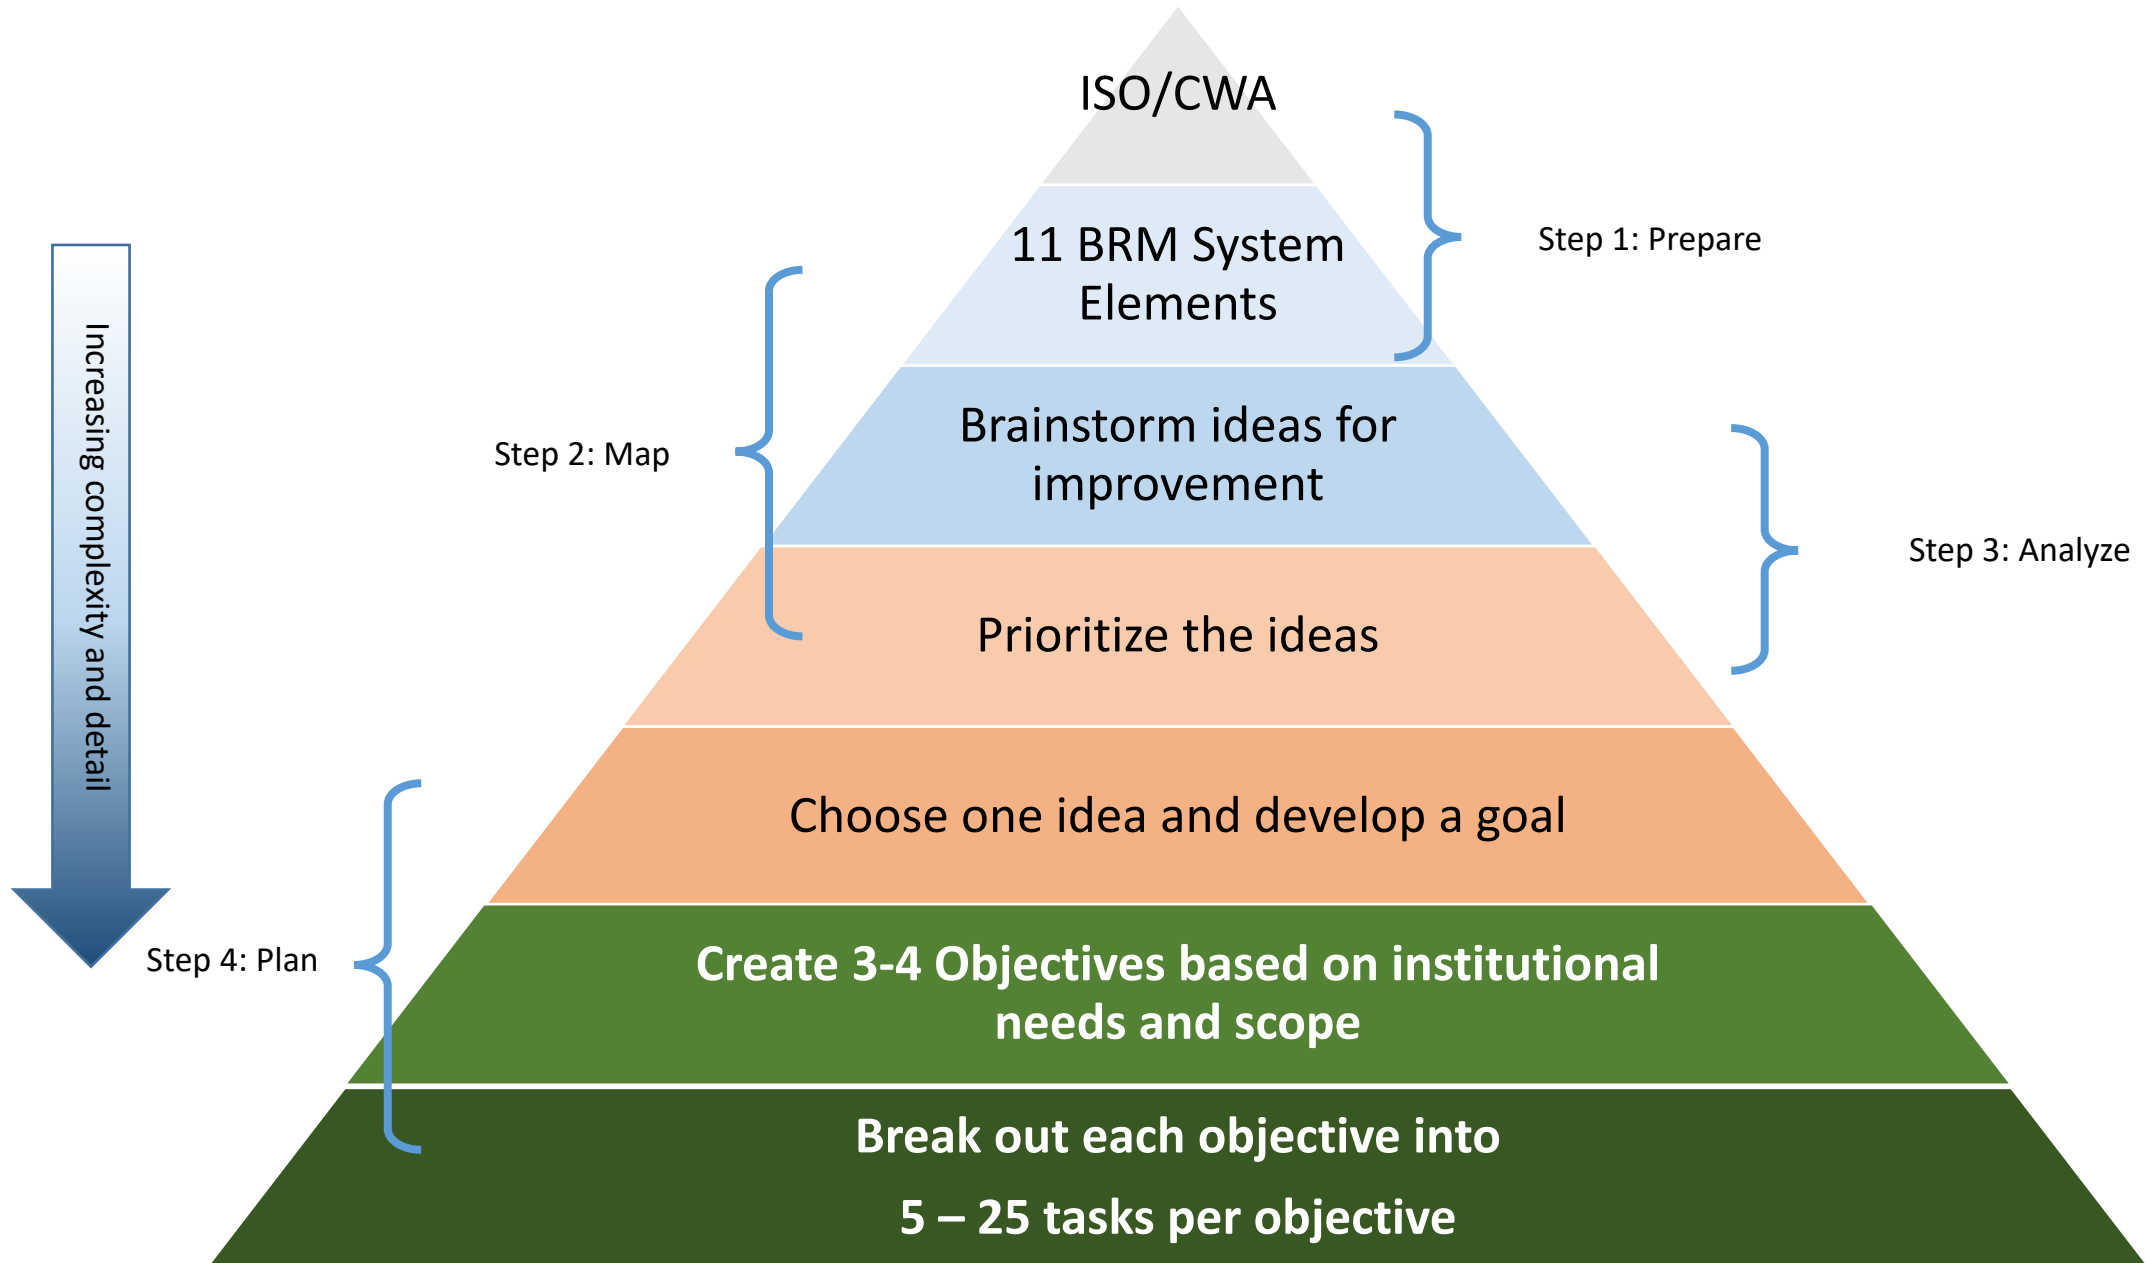 ISO/CWA
11 BRM System
Elements
Step 1: Prepare
Increasing complexity and detail
Step 2: Map
Brainstorm ideas for
improvement
Step 3: Analyze
Prioritize the ideas
Choose one idea and develop a goal
Step 4: Plan
Create 3-4 Objectives based on institutional
needs and scope
Break out each objective into
5 – 25 tasks per objective